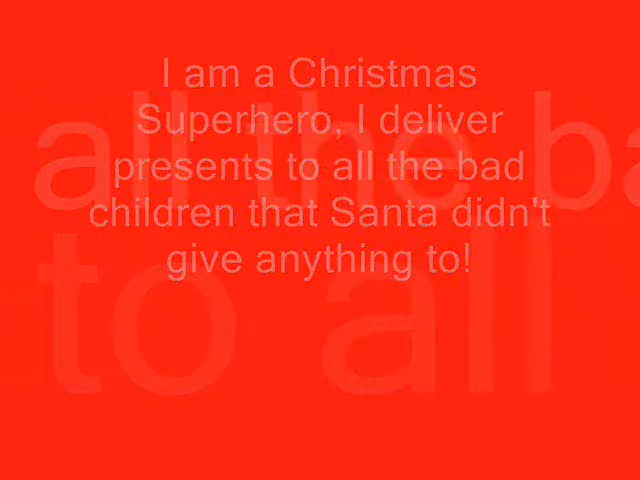 I am a Christmas
Superhero, I deliver
presents to all the bad
children that Santa didn't
give anything to!
all the ba
to all